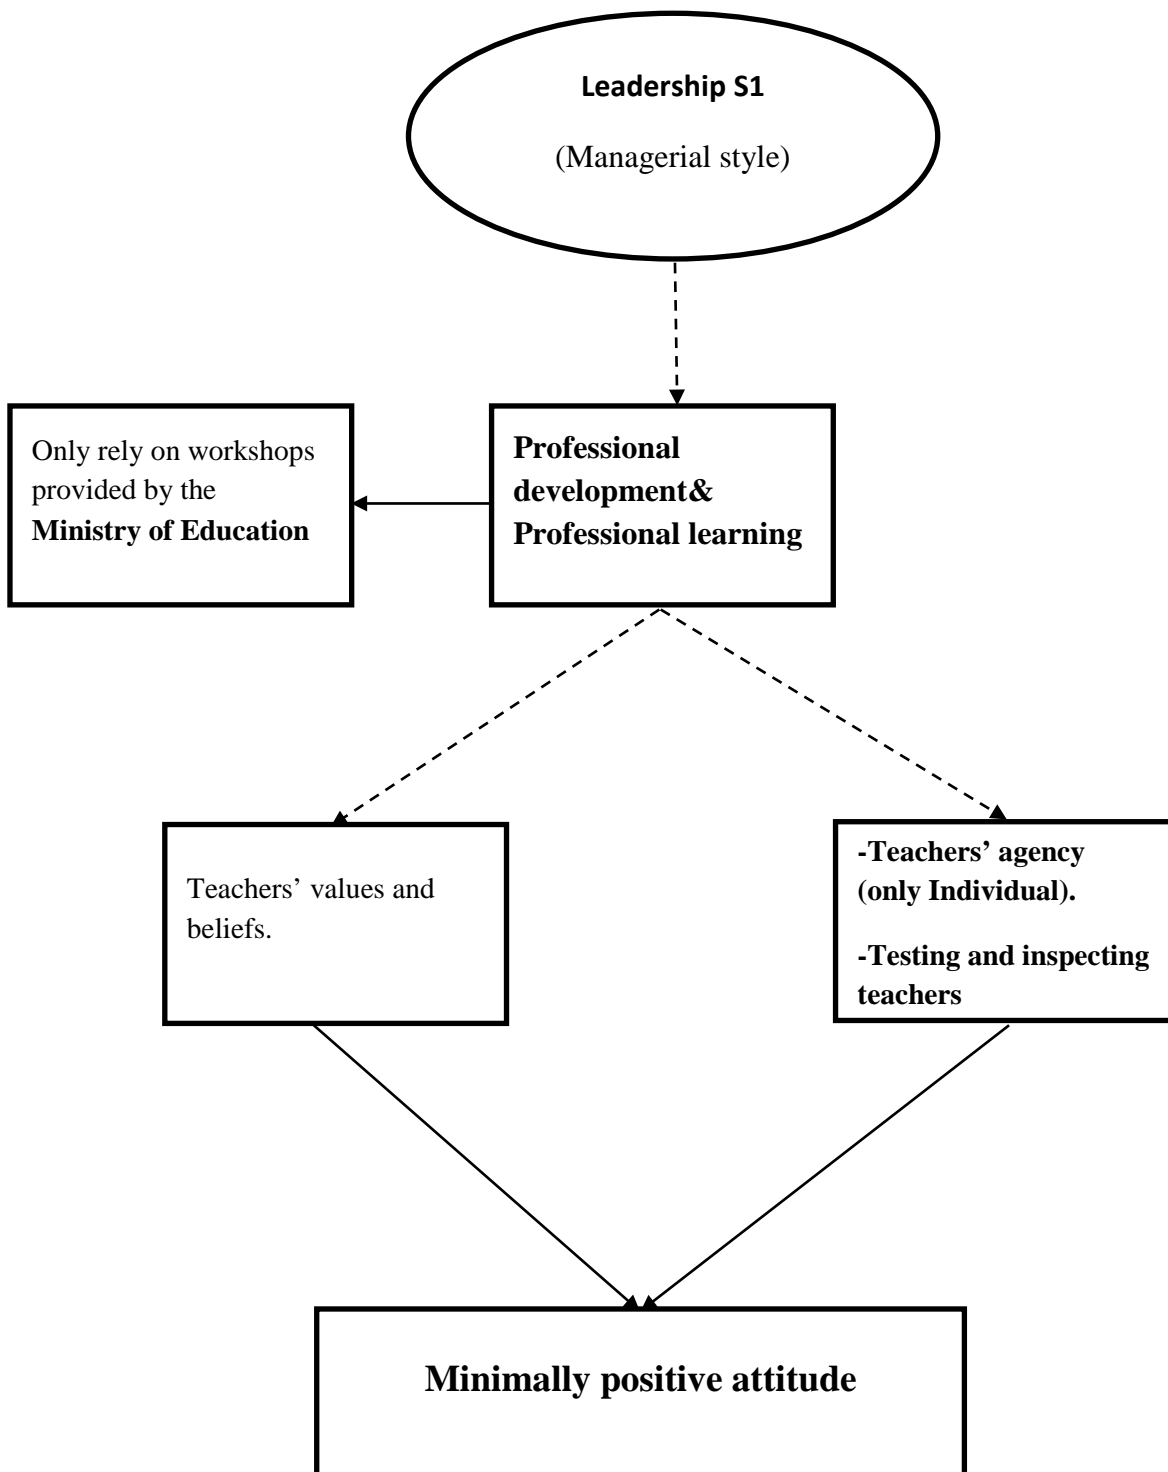 Leadership S1
(Managerial style)
Only rely on workshops
provided by the
Ministry of Education
Professional
development&
Professional learning
Teachers’ values and
beliefs.
-Teachers’ agency
(only Individual).
-Testing and inspecting
teachers
Minimally positive attitude